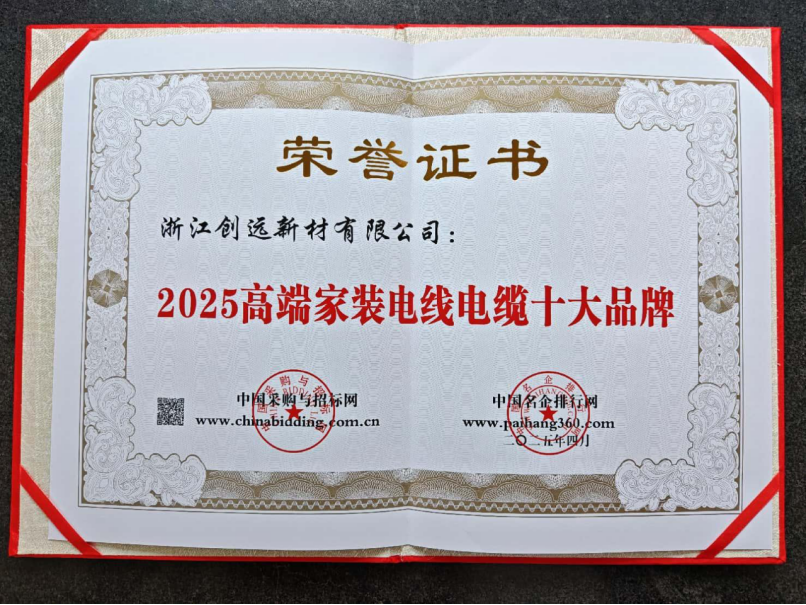 荣誉证书
浙江创远新材有限公司：
2025高端家装电线电缆十大品牌
中国采购与招标网
www.chinabidding.com.cn
中国名企排行网
www.paihang360.com
二〇二五年四月